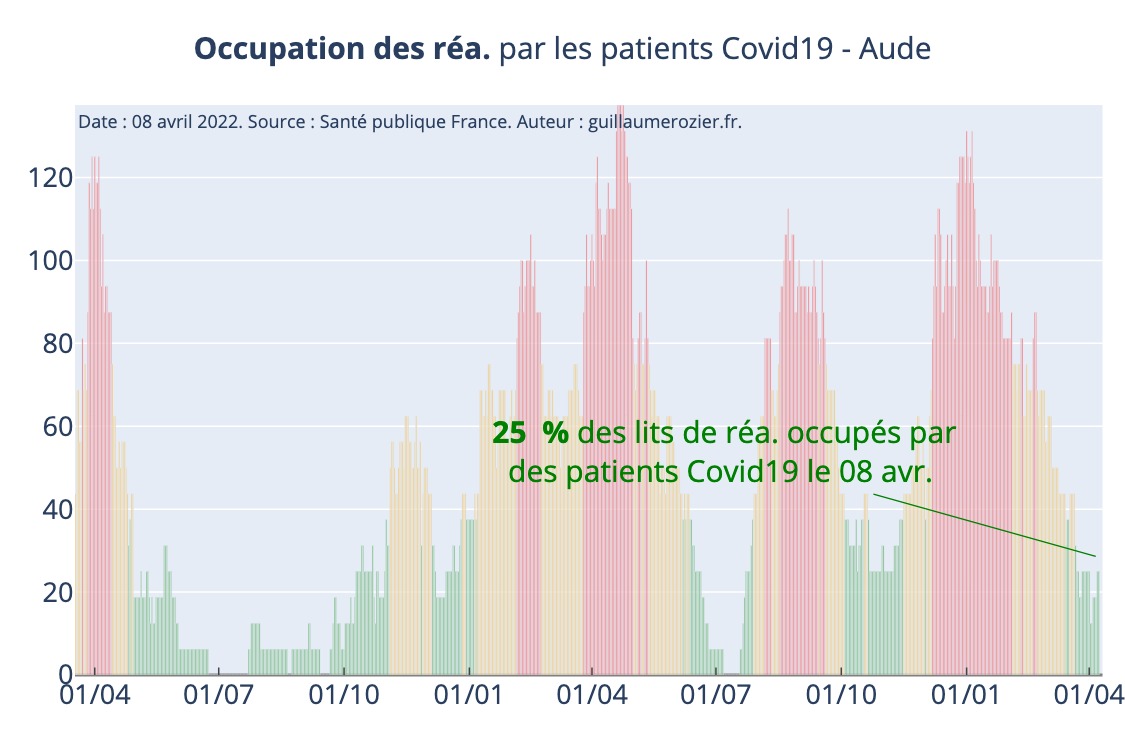 Occupation des réa. par les patients Covid19 - Aude
Date : 08 avril 2022. Source : Santé publique France. Auteur : guillaumerozier.fr.
120
100
80
60
40
20
0
25 % des lits de réa. occupés par
des patients Covid19 le 08 avr.
01/04 01/07 01/10 01/01 01/04 01/07 01/10 01/01 01/04